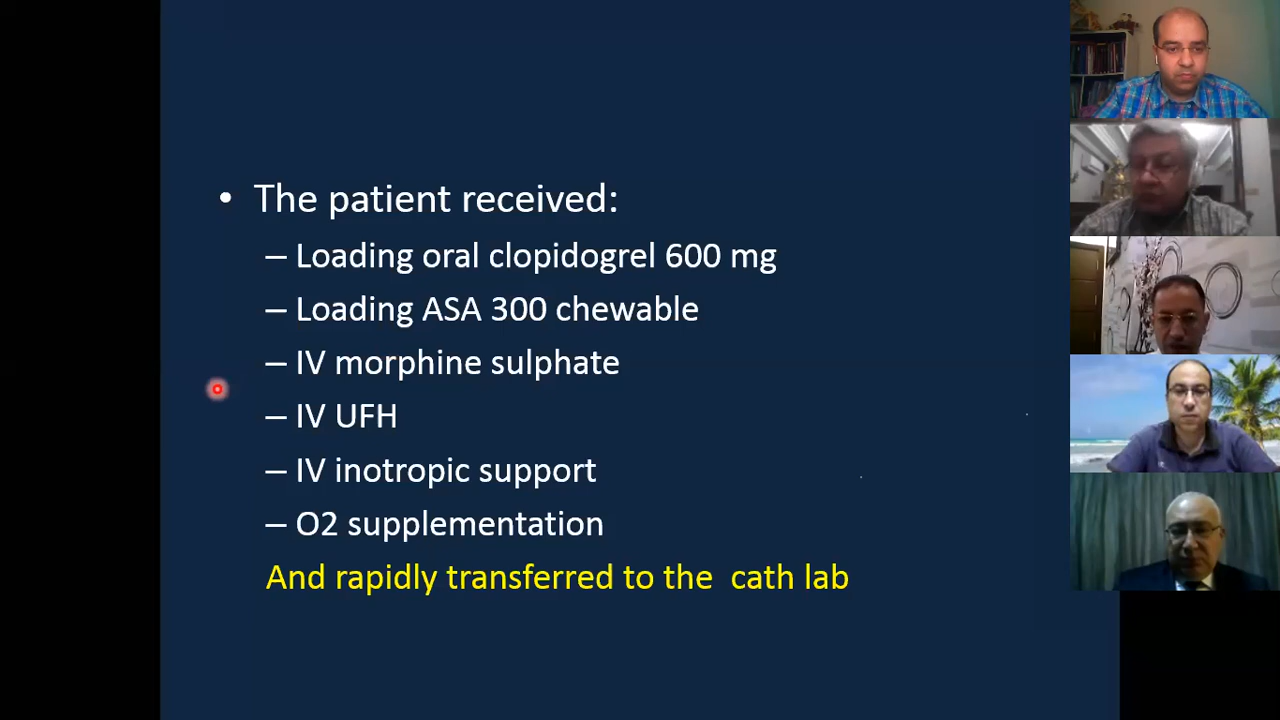 • The patient received:
– Loading oral clopidogrel 600 mg
– Loading ASA 300 chewable
– IV morphine sulphate
– IV UFH
– IV inotropic support
– O2 supplementation
And rapidly transferred to the cath lab